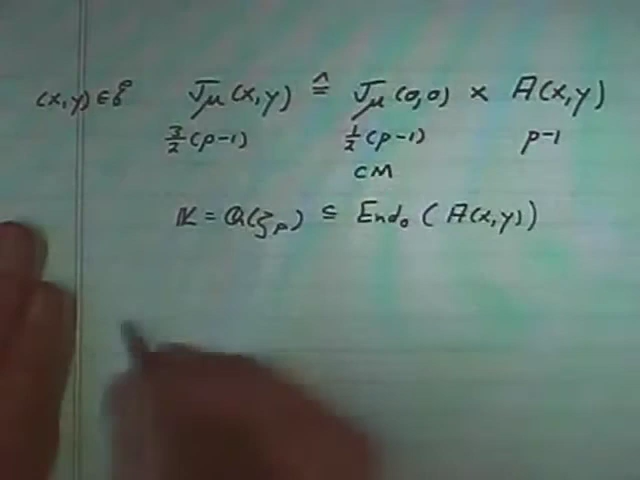 (x,y) ∈ ℰ J_μ(x,y) ≙ J_μ(0,0) × A(x,y)
3/2(p-1) 1/2(p-1) p-1
CM
K = Q(ζ_p) ⊆ End₀(A(x,y))